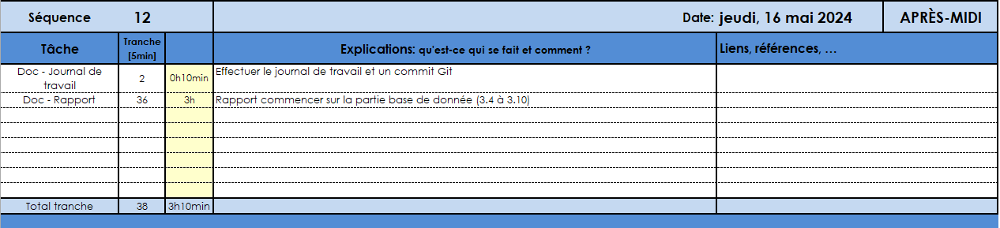 Séquence 12 Date: jeudi, 16 mai 2024 APRÈS-MIDI
Tâche Tranche [5min] Explications: qu'est-ce qui se fait et comment ? Liens, références, …
Doc - Journal de travail 2 0h10min Effectuer le journal de travail et un commit Git
Doc - Rapport 36 3h Rapport commencer sur la partie base de donnée (3.4 à 3.10)
Total tranche 38 3h10min